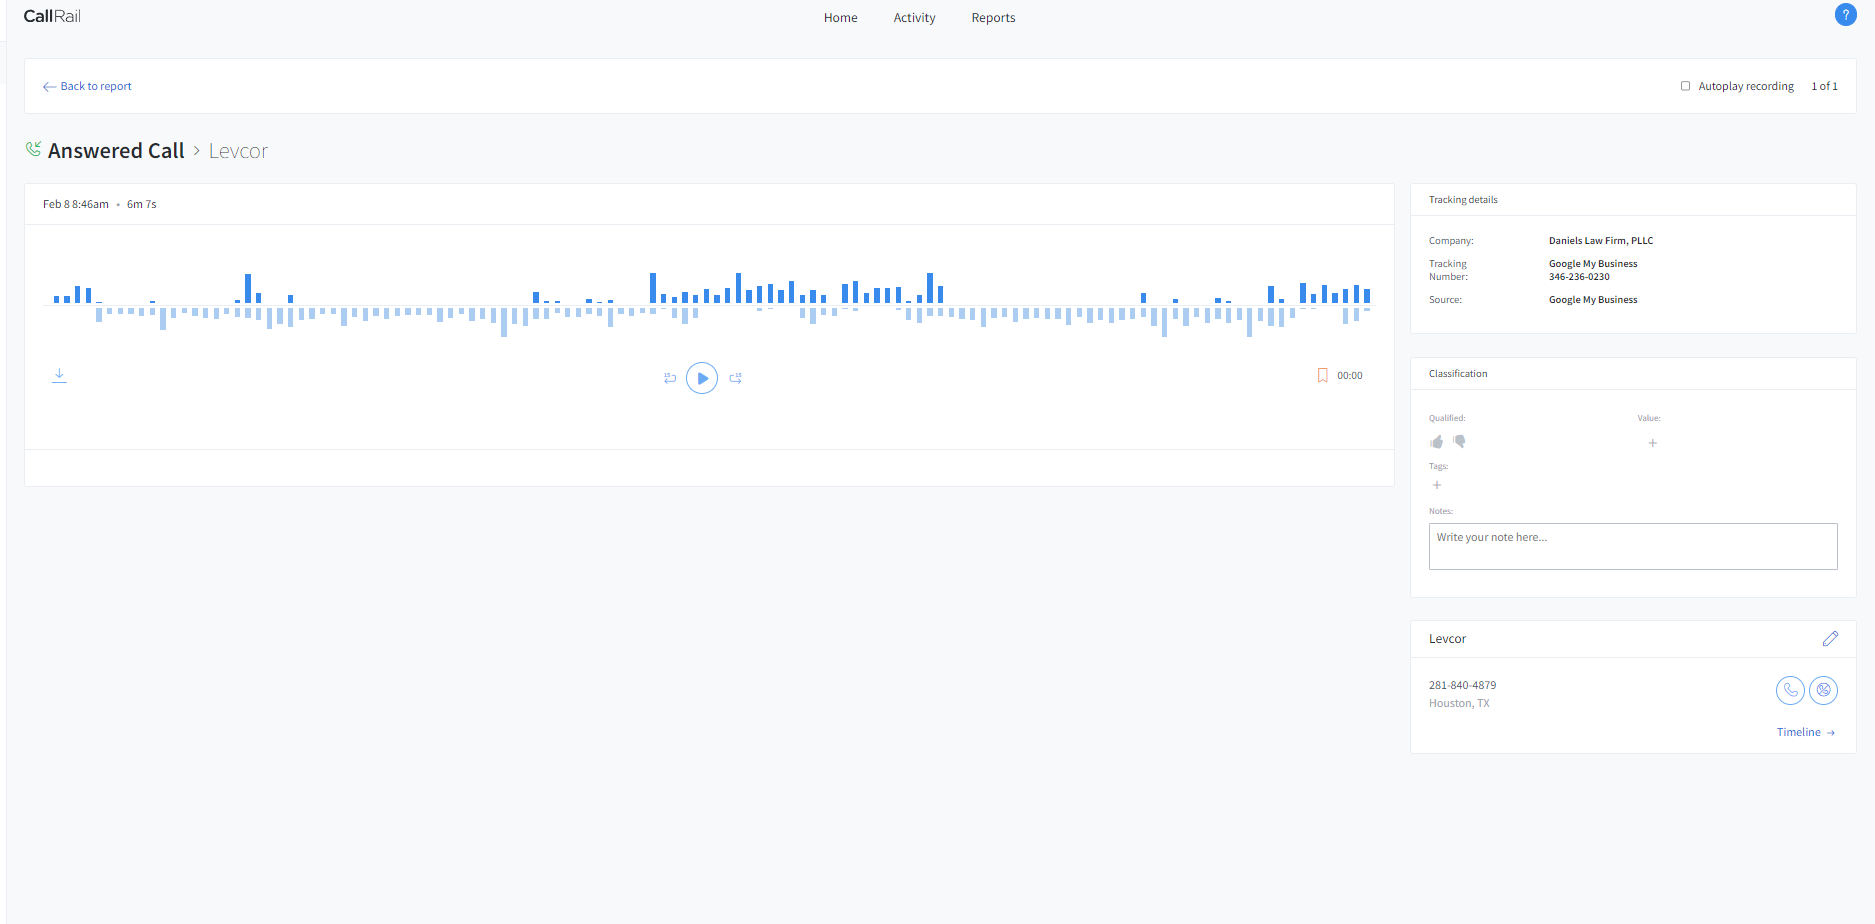 CallRail
Home
Activity
Reports
?
Back to report
Autoplay recording
1 of 1
Answered Call > Levcor
Feb 8 8:46am • 6m 7s
15
15
00:00
Tracking details
Company:
Daniels Law Firm, PLLC
Tracking
Number:
Google My Business
346-236-0230
Source:
Google My Business
Classification
Qualified:
Value:
+
Tags:
+
Notes:
Write your note here...
Levcor
281-840-4879
Houston, TX
Timeline →